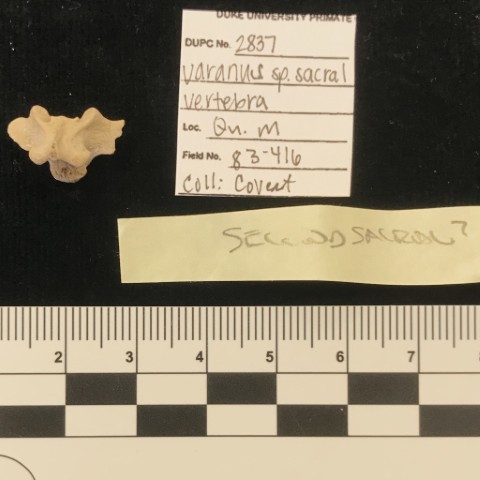 DUKE UNIVERSITY PRIMATE
DUPC No. 2837
Varanus sp. sacral
vertebra
Loc. Qu. M
Field No. 83-416
Coll: Covert
SECOND SACRAL?
2 3 4 5 6 7